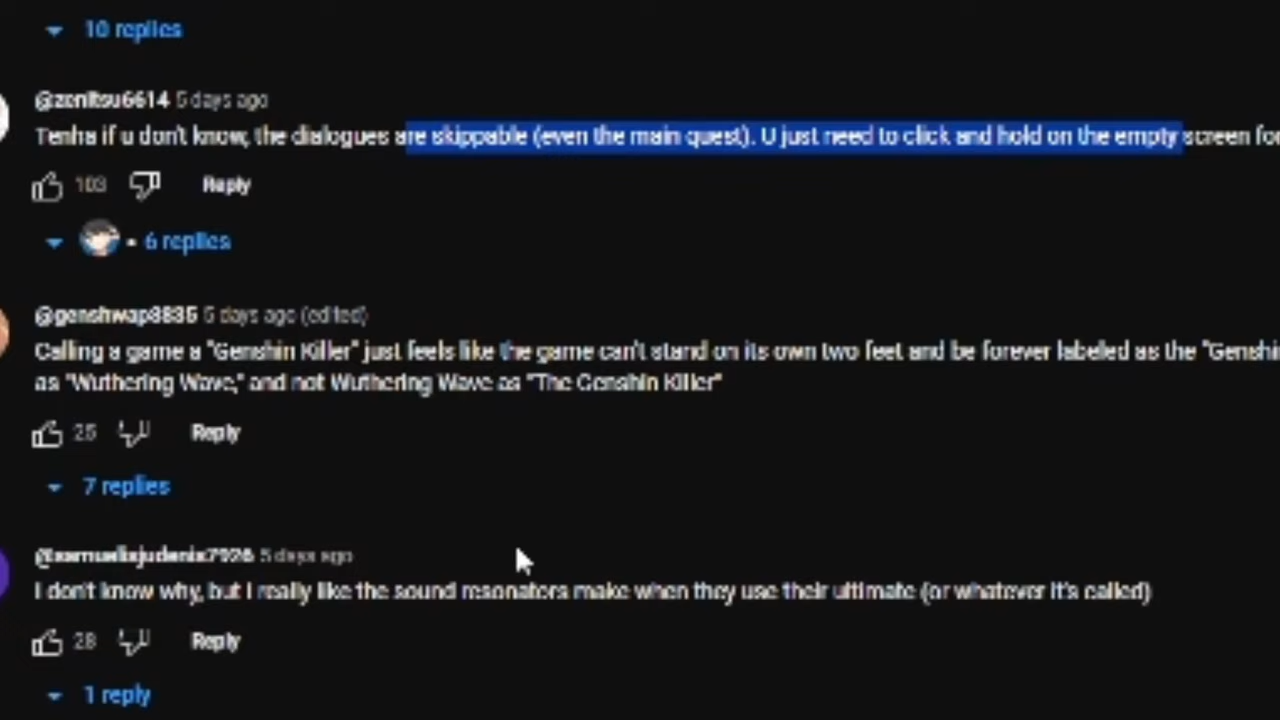 10 replies
@zenitsu6614 5 days ago
Tenha if u don't know, the dialogues are skippable (even the main quest). U just need to click and hold on the empty screen for
103 Reply
6 replies
@genshwap8835 5 days ago (edited)
Calling a game a "Genshin Killer" just feels like the game can't stand on its own two feet and be forever labeled as the "Genshi
as "Wuthering Wave," and not Wuthering Wave as "The Genshin Killer"
25 Reply
7 replies
5 days ago
I don't know why, but I really like the sound resonators make when they use their ultimate (or whatever it's called)
28 Reply
1 reply